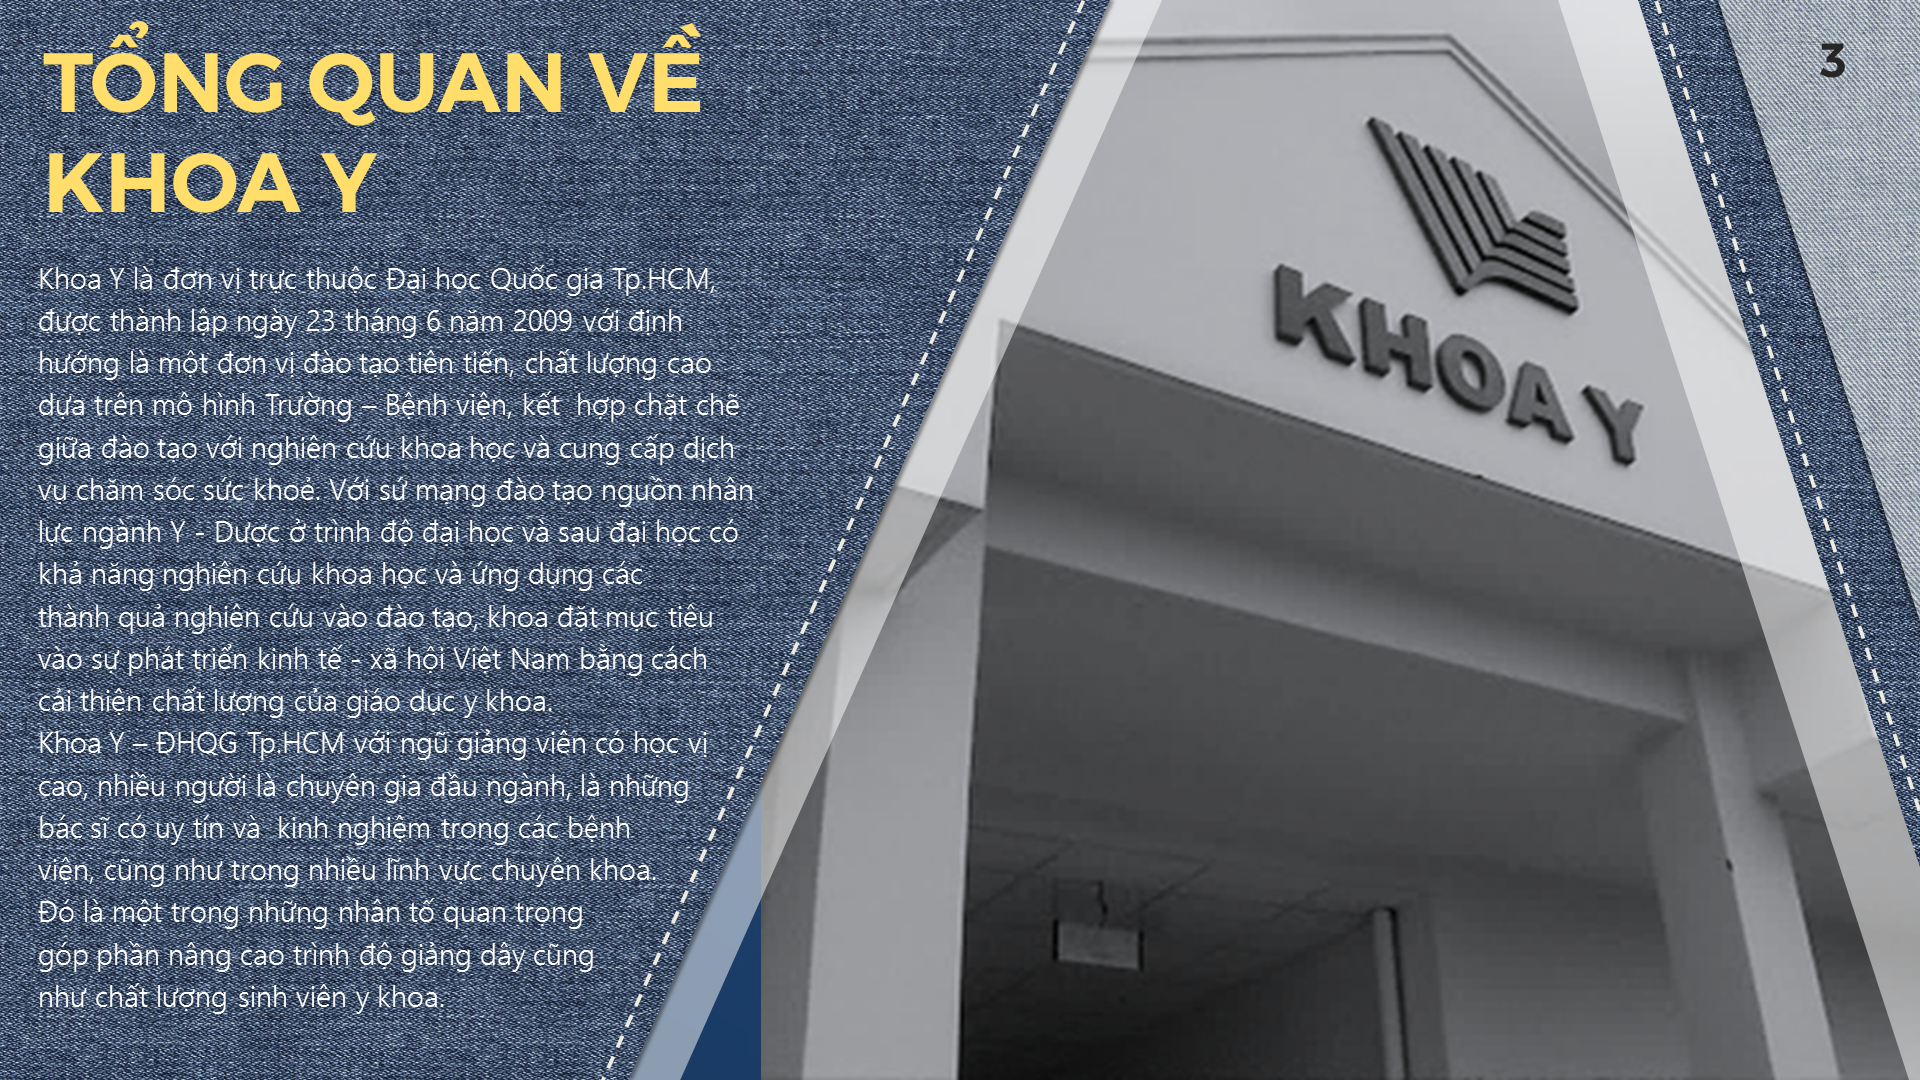 TỔNG QUAN VỀ
KHOA Y
3
Khoa Y là đơn vị trực thuộc Đại học Quốc gia Tp.HCM,
được thành lập ngày 23 tháng 6 năm 2009 với định
hướng là một đơn vị đào tạo tiên tiến, chất lượng cao
dựa trên mô hình Trường – Bệnh viện, kết  hợp chặt chẽ
giữa đào tạo với nghiên cứu khoa học và cung cấp dịch
vụ chăm sóc sức khoẻ. Với sứ mạng đào tạo nguồn nhân
lực ngành Y - Dược ở trình độ đại học và sau đại học có
khả năng nghiên cứu khoa học và ứng dụng các
thành quả nghiên cứu vào đào tạo, khoa đặt mục tiêu
vào sự phát triển kinh tế - xã hội Việt Nam bằng cách
cải thiện chất lượng của giáo dục y khoa.
Khoa Y – ĐHQG Tp.HCM với ngũ giảng viên có học vị
cao, nhiều người là chuyên gia đầu ngành, là những
bác sĩ có uy tín và  kinh nghiệm trong các bệnh
viện, cũng như trong nhiều lĩnh vực chuyên khoa.
Đó là một trong những nhân tố quan trọng
góp phần nâng cao trình độ giảng dây cũng
như chất lượng sinh viên y khoa.
KHOA Y